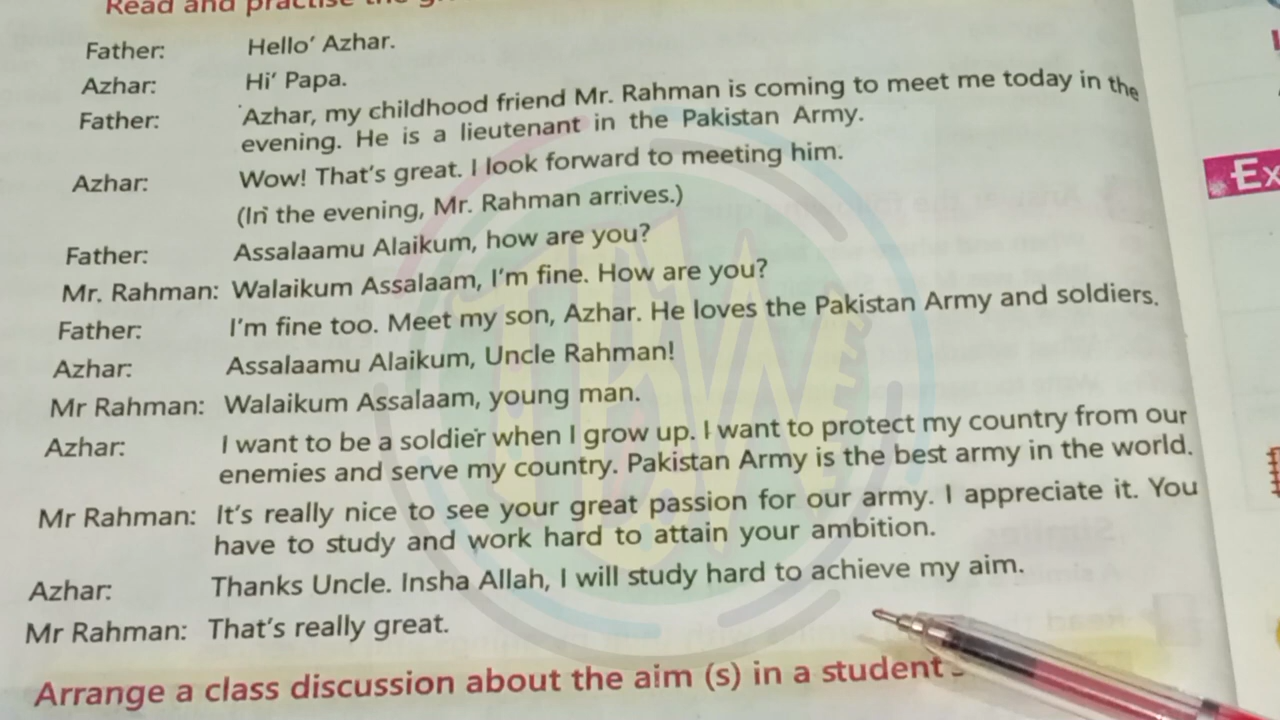 Read and practise the
Father: Hello' Azhar.
Azhar: Hi' Papa.
Father: Azhar, my childhood friend Mr. Rahman is coming to meet me today in the
evening. He is a lieutenant in the Pakistan Army.
Azhar: Wow! That's great. I look forward to meeting him.
(In the evening, Mr. Rahman arrives.)
Father: Assalaamu Alaikum, how are you?
Mr. Rahman: Walaikum Assalaam, I'm fine. How are you?
Father: I'm fine too. Meet my son, Azhar. He loves the Pakistan Army and soldiers.
Azhar: Assalaamu Alaikum, Uncle Rahman!
Mr Rahman: Walaikum Assalaam, young man.
Azhar: I want to be a soldier when I grow up. I want to protect my country from our
enemies and serve my country. Pakistan Army is the best army in the world.
Mr Rahman: It's really nice to see your great passion for our army. I appreciate it. You
have to study and work hard to attain your ambition.
Azhar: Thanks Uncle. Insha Allah, I will study hard to achieve my aim.
Mr Rahman: That's really great.
Arrange a class discussion about the aim (s) in a student
Ex